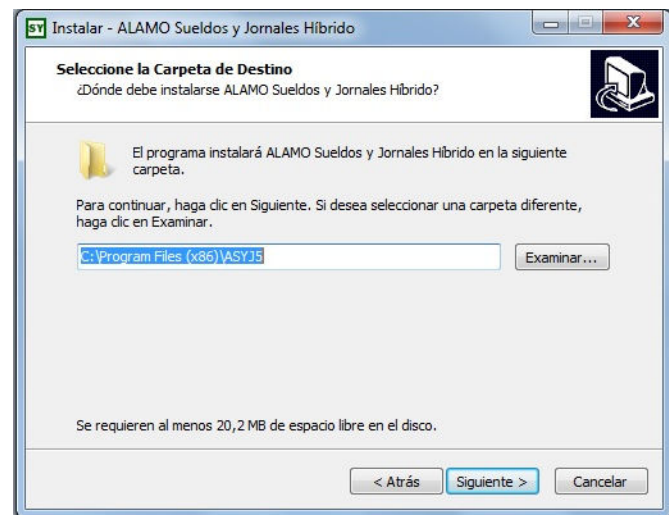 SY Instalar - ALAMO Sueldos y Jornales Híbrido
Seleccione la Carpeta de Destino
¿Dónde debe instalarse ALAMO Sueldos y Jornales Híbrido?
El programa instalará ALAMO Sueldos y Jornales Híbrido en la siguiente
carpeta.
Para continuar, haga clic en Siguiente. Si desea seleccionar una carpeta diferente,
haga clic en Examinar.
C:\Program Files (x86)\ASYJ5
Examinar...
Se requieren al menos 20,2 MB de espacio libre en el disco.
< Atrás
Siguiente >
Cancelar